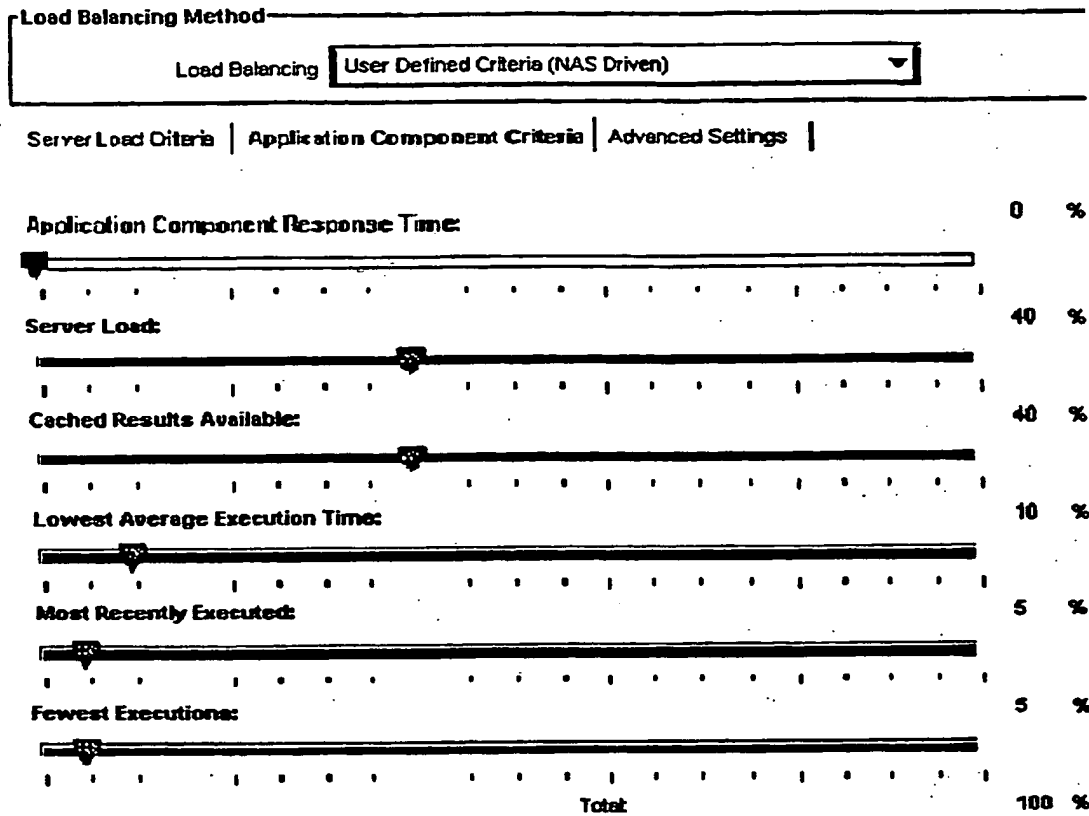 Load Balancing Method
Load Balancing User Defined Criteria (NAS Driven)
Server Load Criteria | Application Component Criteria | Advanced Settings |
Application Component Response Time: 0 %
Server Load: 40 %
Cached Results Available: 40 %
Lowest Average Execution Time: 10 %
Most Recently Executed: 5 %
Fewest Executions: 5 %
Total: 100 %